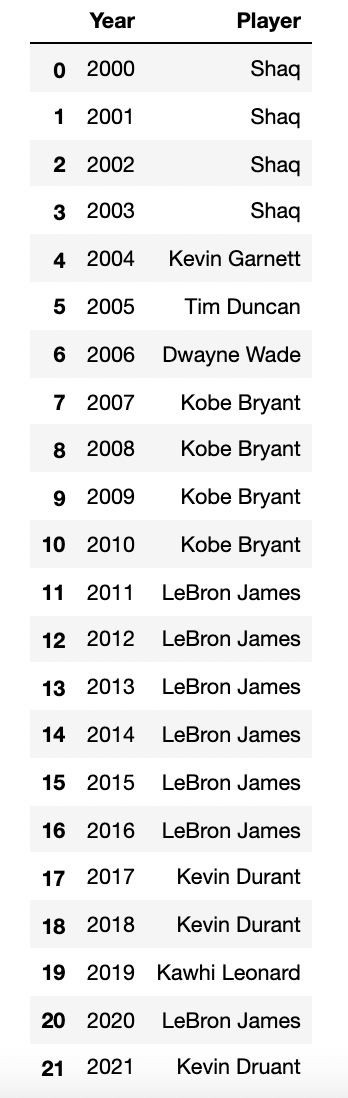 Year Player
0 2000 Shaq
1 2001 Shaq
2 2002 Shaq
3 2003 Shaq
4 2004 Kevin Garnett
5 2005 Tim Duncan
6 2006 Dwayne Wade
7 2007 Kobe Bryant
8 2008 Kobe Bryant
9 2009 Kobe Bryant
10 2010 Kobe Bryant
11 2011 LeBron James
12 2012 LeBron James
13 2013 LeBron James
14 2014 LeBron James
15 2015 LeBron James
16 2016 LeBron James
17 2017 Kevin Durant
18 2018 Kevin Durant
19 2019 Kawhi Leonard
20 2020 LeBron James
21 2021 Kevin Druant